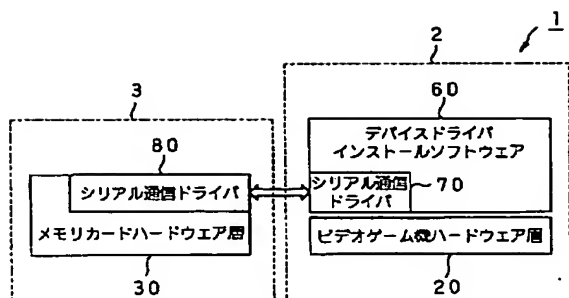 1
2
3
60
80
デバイスドライバ
インストールソフトウェア
シリアル通信ドライバ
シリアル通信
ドライバ
70
メモリカードハードウェア層
ビデオゲーム機ハードウェア層
30
20